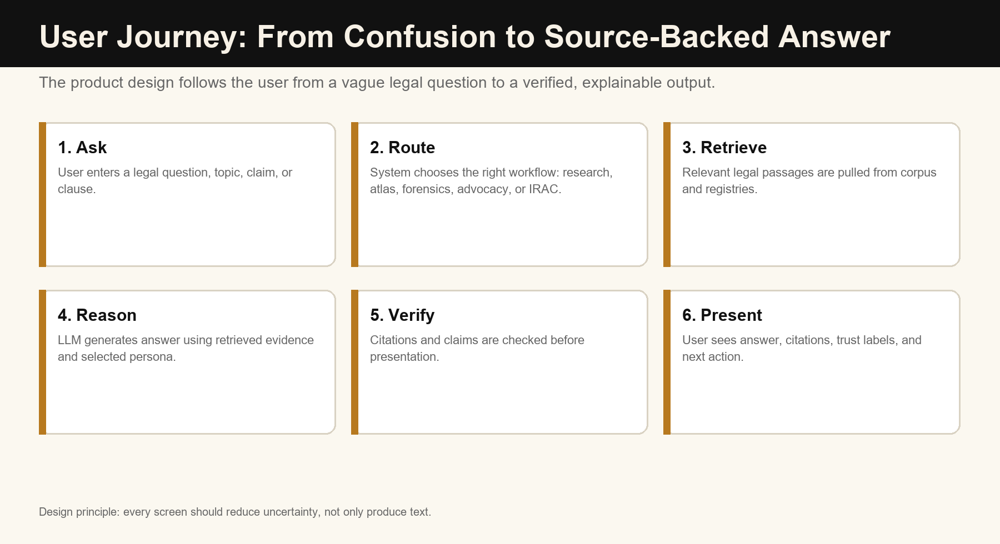 User Journey: From Confusion to Source-Backed Answer
The product design follows the user from a vague legal question to a verified, explainable output.
1. Ask
User enters a legal question, topic, claim, or
clause.
2. Route
System chooses the right workflow: research,
atlas, forensics, advocacy, or IRAC.
3. Retrieve
Relevant legal passages are pulled from corpus
and registries.
4. Reason
LLM generates answer using retrieved evidence
and selected persona.
5. Verify
Citations and claims are checked before
presentation.
6. Present
User sees answer, citations, trust labels, and
next action.
Design principle: every screen should reduce uncertainty, not only produce text.